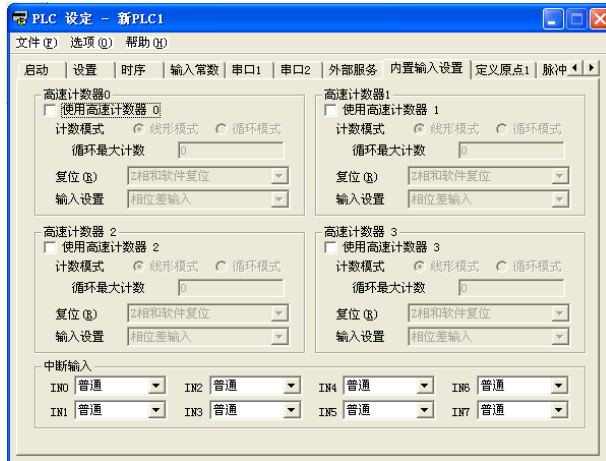 PLC 设定 - 新PLC1
文件(F) 选项(O) 帮助(H)
启动 设置 时序 输入常数 串口1 串口2 外部服务 内置输入设置 定义原点1 脉冲
高速计数器0 高速计数器1
使用高速计数器 0 使用高速计数器 1
计数模式 线形模式 循环模式 计数模式 线形模式 循环模式
循环最大计数 0 循环最大计数 0
复位(R) Z相和软件复位 复位(R) Z相和软件复位
输入设置 相位差输入 输入设置 相位差输入
高速计数器 2 高速计数器 3
使用高速计数器 2 使用高速计数器 3
计数模式 线形模式 循环模式 计数模式 线形模式 循环模式
循环最大计数 0 循环最大计数 0
复位(R) Z相和软件复位 复位(R) Z相和软件复位
输入设置 相位差输入 输入设置 相位差输入
中断输入
IN0 普通 IN2 普通 IN4 普通 IN6 普通
IN1 普通 IN3 普通 IN5 普通 IN7 普通